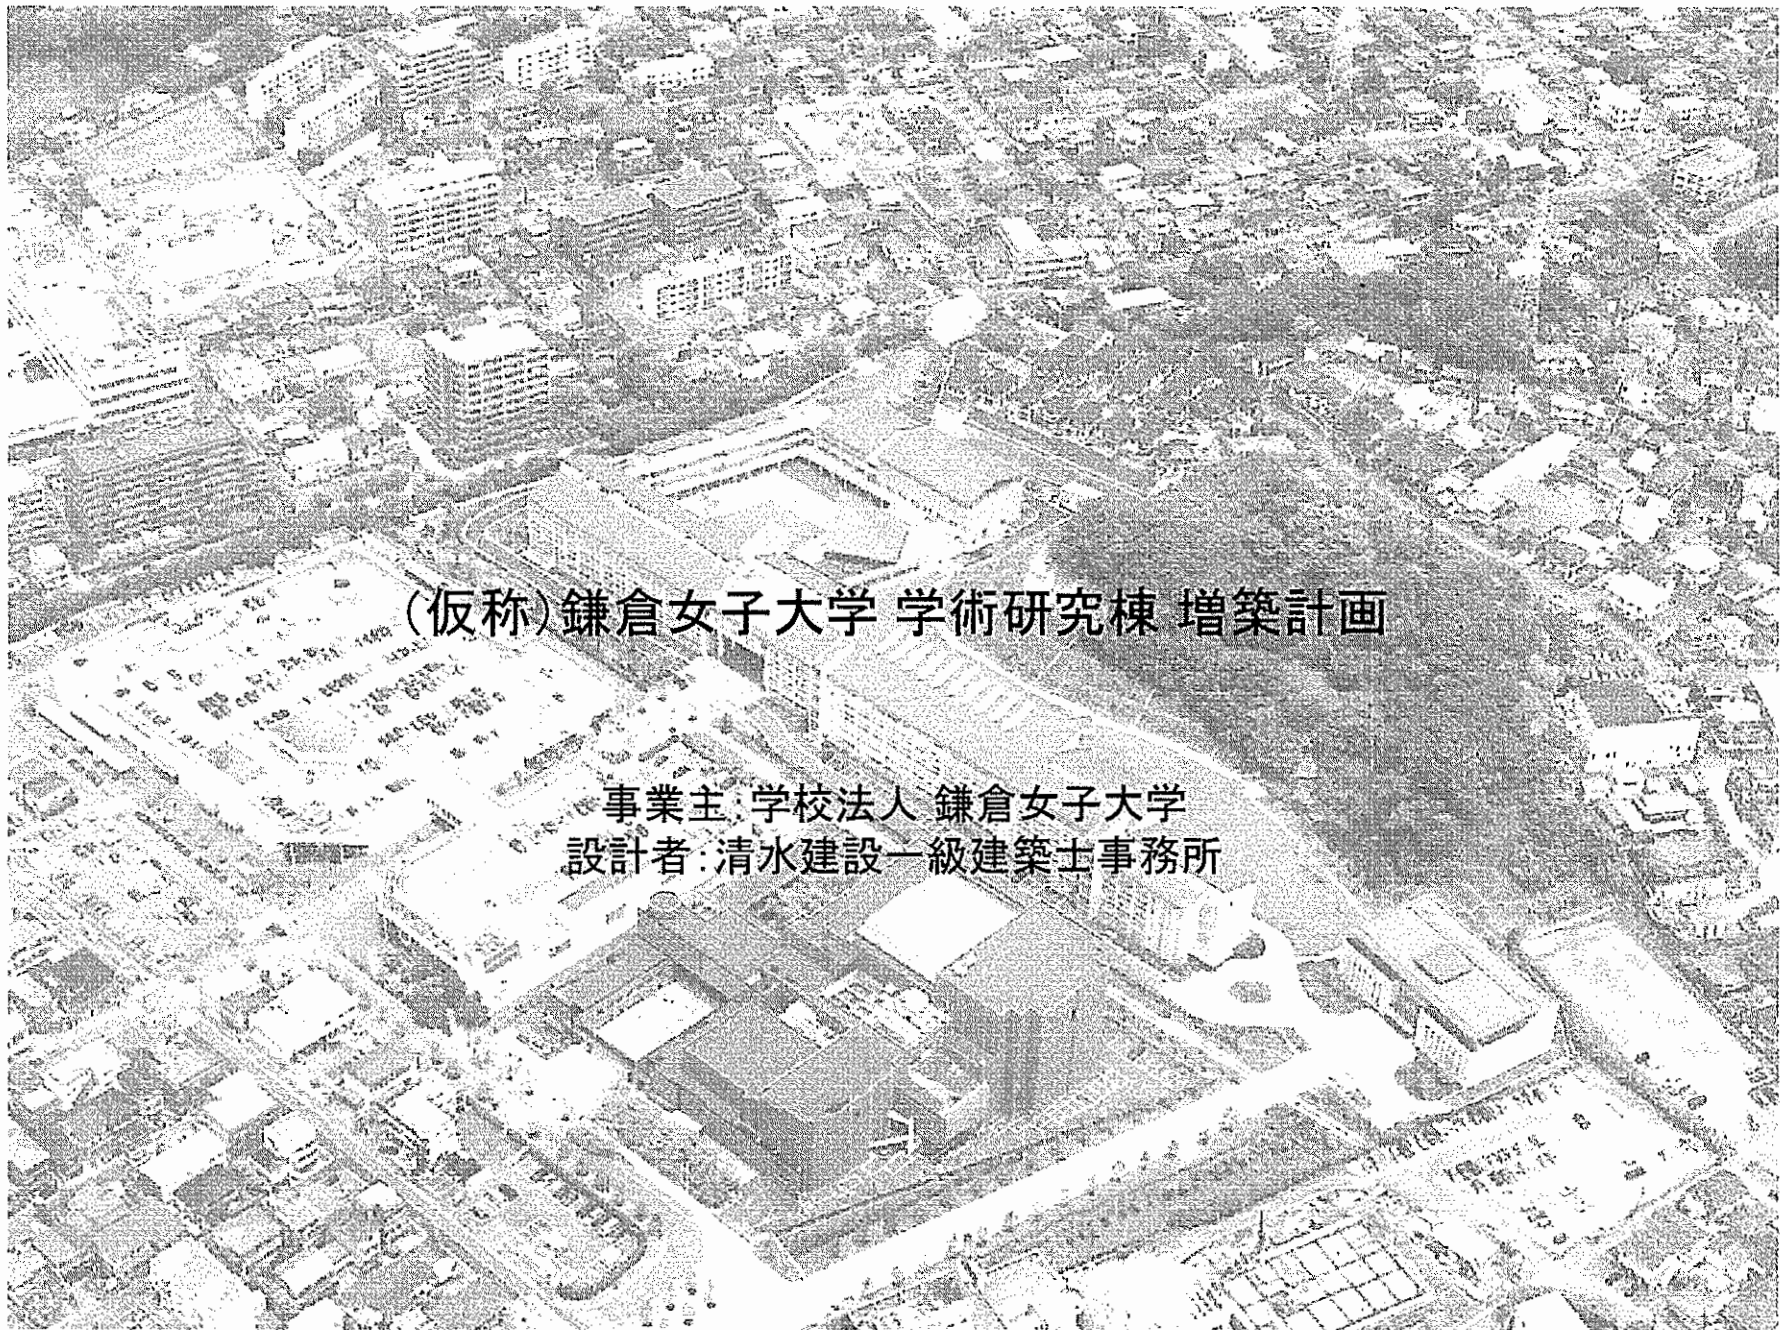 (仮称)鎌倉女子大学 学術研究棟 増築計画
事業主:学校法人 鎌倉女子大学
設計者:清水建設一級建築士事務所